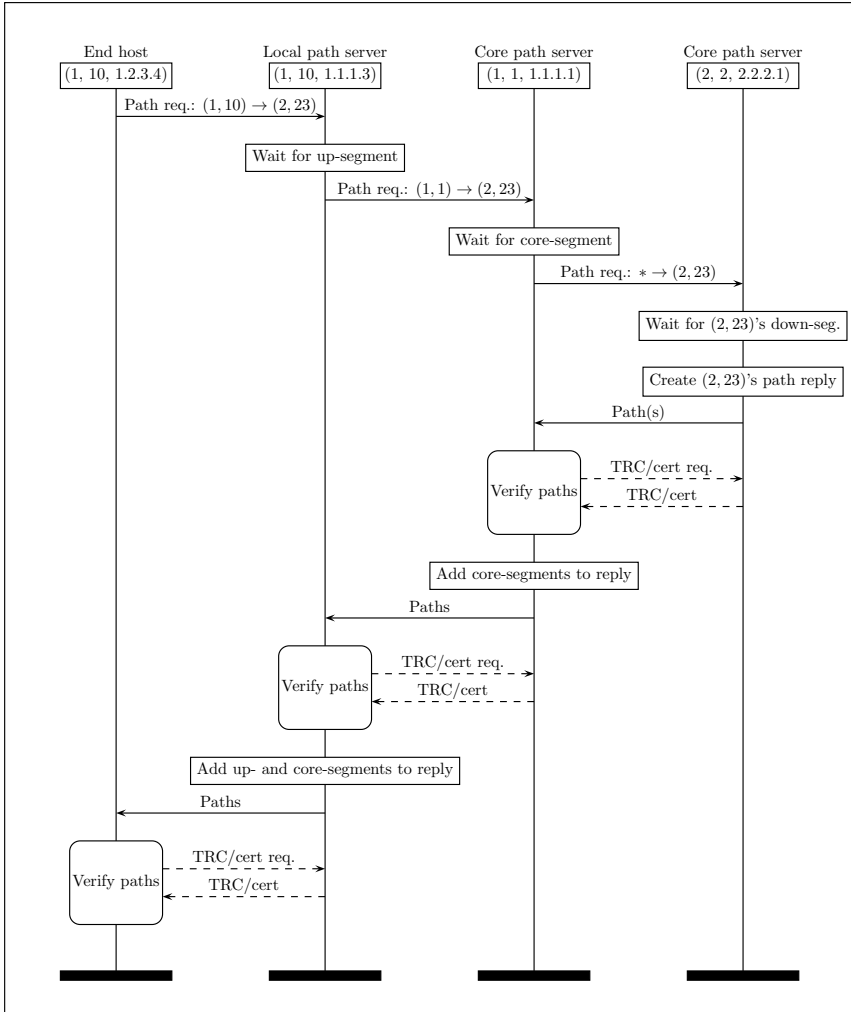 End host
Local path server
Core path server
Core path server
(1, 10, 1.2.3.4)
(1, 10, 1.1.1.3)
(1, 1, 1.1.1.1)
(2, 2, 2.2.2.1)
Path req.: (1, 10) → (2, 23)
Wait for up-segment
Path req.: (1, 1) → (2, 23)
Wait for core-segment
Path req.: ∗ → (2, 23)
Wait for (2, 23)'s down-seg.
Create (2, 23)'s path reply
Path(s)
TRC/cert req.
Verify paths
TRC/cert
Add core-segments to reply
Paths
TRC/cert req.
Verify paths
TRC/cert
Add up- and core-segments to reply
Paths
TRC/cert req.
Verify paths
TRC/cert